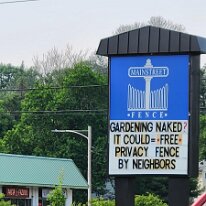 MAINSTREET
FENCE
GARDENING NAKED?
IT COULD = FREE
PRIVACY FENCE
BY NEIGHBORS